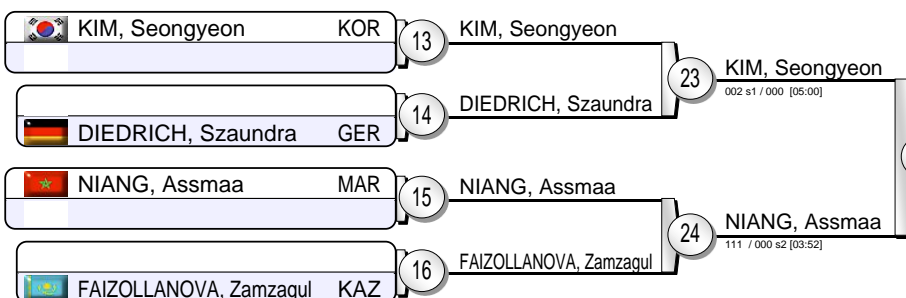 KIM, Seongyeon KOR
13
KIM, Seongyeon
23
KIM, Seongyeon
002 s1 / 000 [05:00]
14
DIEDRICH, Szaundra
DIEDRICH, Szaundra GER
NIANG, Assmaa MAR
15
NIANG, Assmaa
24
NIANG, Assmaa
111 / 000 s2 [03:52]
16
FAIZOLLANOVA, Zamzagul
FAIZOLLANOVA, Zamzagul KAZ